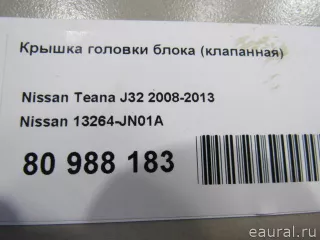 Крышка головки блока (клапанная)
Nissan Teana J32 2008-2013
Nissan 13264-JN01A
80 988 183
eaural.ru